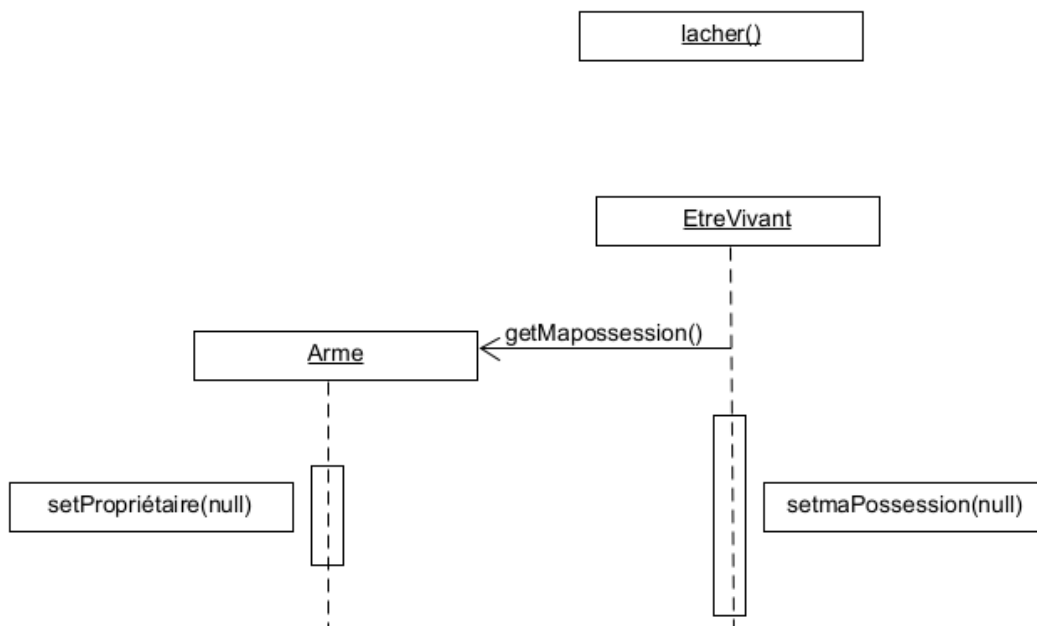 lacher()
EtreVivant
getMapossession()
Arme
setPropriétaire(null)
setmaPossession(null)